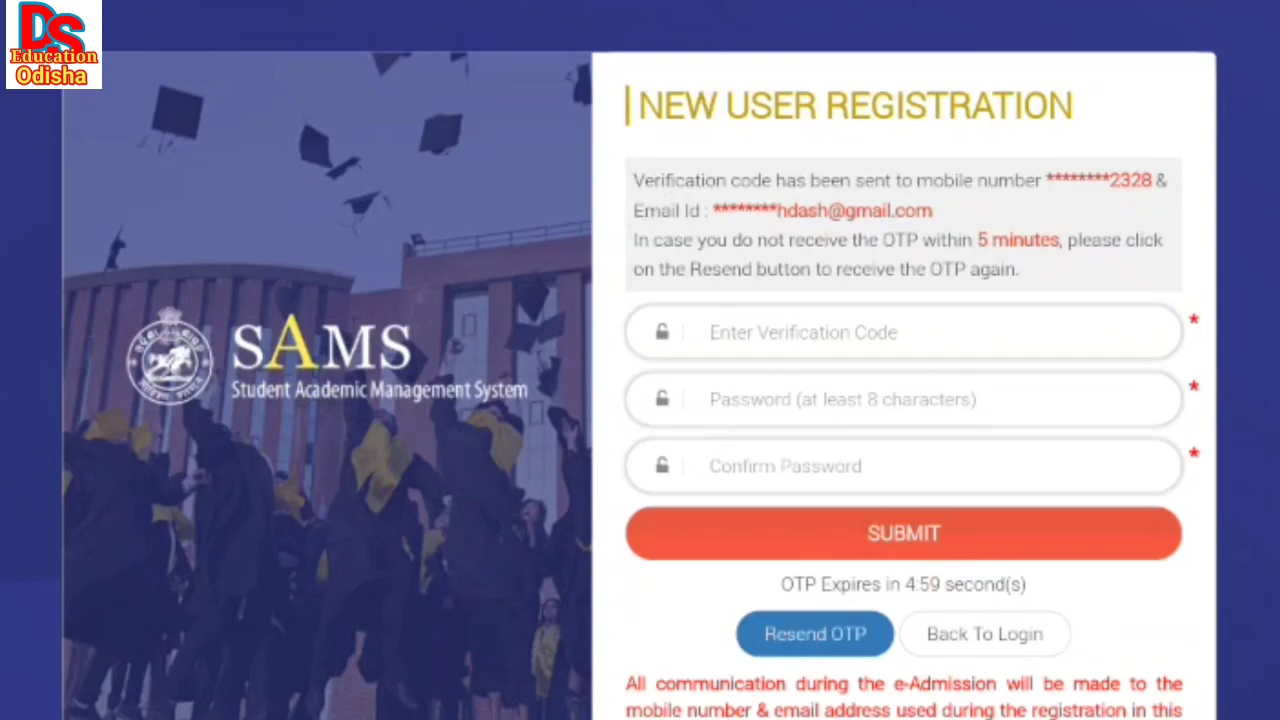 DS
Education
Odisha
NEW USER REGISTRATION
Verification code has been sent to mobile number ********2328 &
Email Id : ********hdash@gmail.com
In case you do not receive the OTP within 5 minutes, please click
on the Resend button to receive the OTP again.
Enter Verification Code *
Password (at least 8 characters) *
Confirm Password *
SUBMIT
OTP Expires in 4:59 second(s)
Resend OTP Back To Login
All communication during the e-Admission will be made to the
mobile number & email address used during the registration in this
SAMS
Student Academic Management System